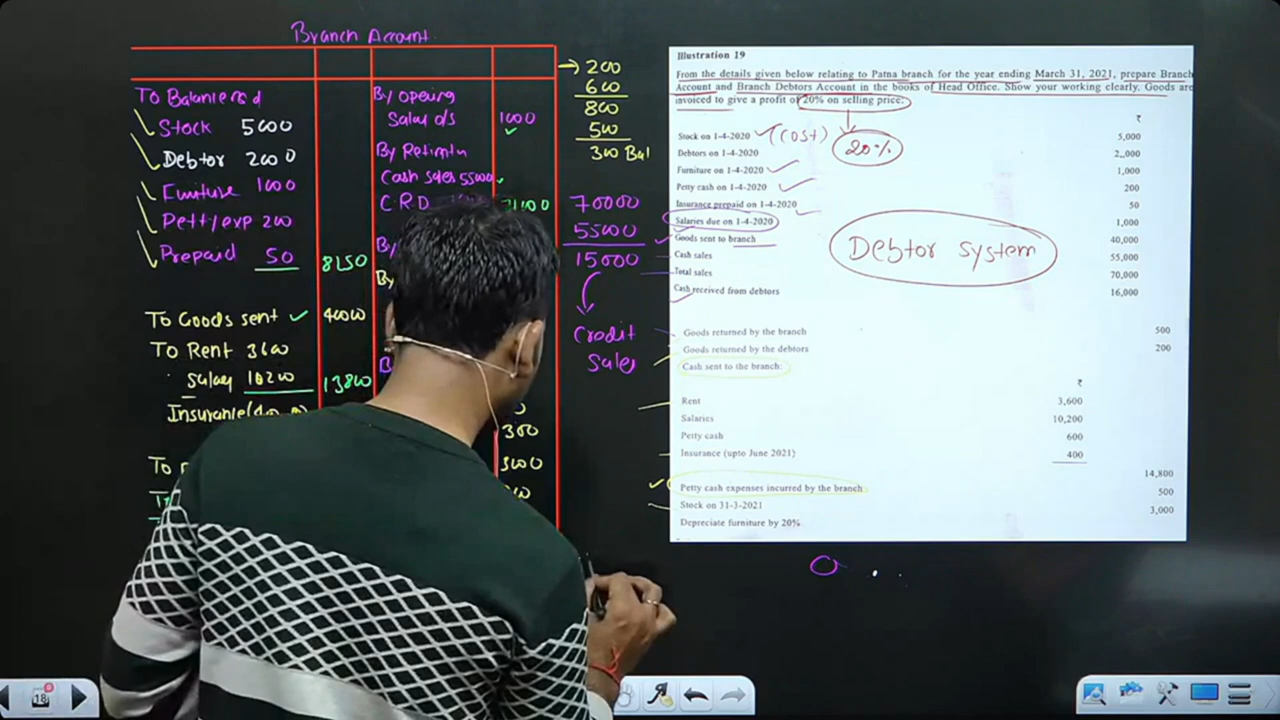 Branch Account
To Balance b d
Stock 5000
Debtor 2000
Furniture 1000
Petty exp 200
Prepaid 50
8250
To Goods sent
40000
To Rent 3600
Salary 10200
13800
By opening
Salary o/s
1000
By Remittu
Cash sales 55000
C.R.D
71000
By
300
3000
200
600
800
500
300 Bal
70000
55000
15000
Credit
Sales
Illustration 19
From the details given below relating to Patna branch for the year ending March 31, 2021, prepare Branch
Account and Branch Debtors Account in the books of Head Office. Show your working clearly. Goods are
invoiced to give a profit of 20% on selling price:
₹
Stock on 1-4-2020 (Cost) 5,000
20%
Debtors on 1-4-2020 2,000
Furniture on 1-4-2020 1,000
Petty cash on 1-4-2020 200
Insurance prepaid on 1-4-2020 50
Salaries due on 1-4-2020 1,000
Goods sent to branch 40,000
Cash sales 55,000
Total sales 70,000
Cash received from debtors 16,000
Debtor system
Goods returned by the branch 500
Goods returned by the debtors 200
Cash sent to the branch:
₹
Rent 3,600
Salaries 10,200
Petty cash 600
Insurance (upto June 2021) 400
14,800
Petty cash expenses incurred by the branch 500
Stock on 31-3-2021 3,000
Depreciate furniture by 20%
18